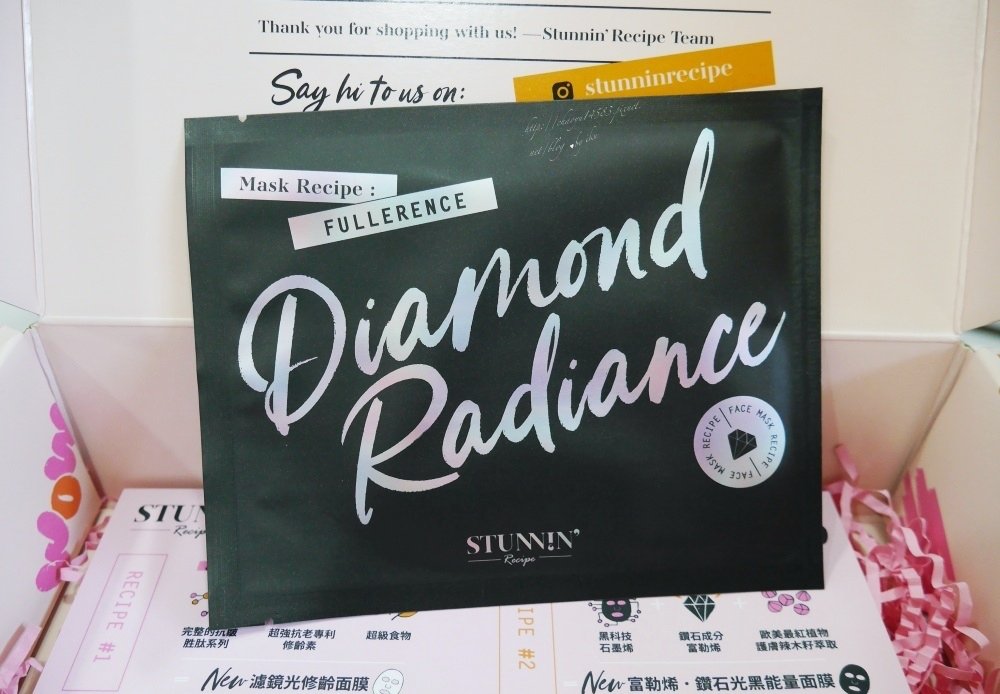 Thank you for shopping with us! —Stunnin' Recipe Team
Say hi to us on:
stunninrecipe
Mask Recipe :
FULLERENCE
Diamond
Radiance
FACE MASK RECIPE
FACE MASK RECIPE
STUNNIN'
Recipe
STUN
Recip
RECIPE #1
完整的抗皺
胜肽系列
超強抗老專利
修齡素
超級食物
New 濾鏡光修齡面膜
IPE #2
黑科技
石墨烯
鑽石成分
富勒烯
歐美最紅植物
護膚辣木籽萃取
New 富勒烯・鑽石光黑能量面膜